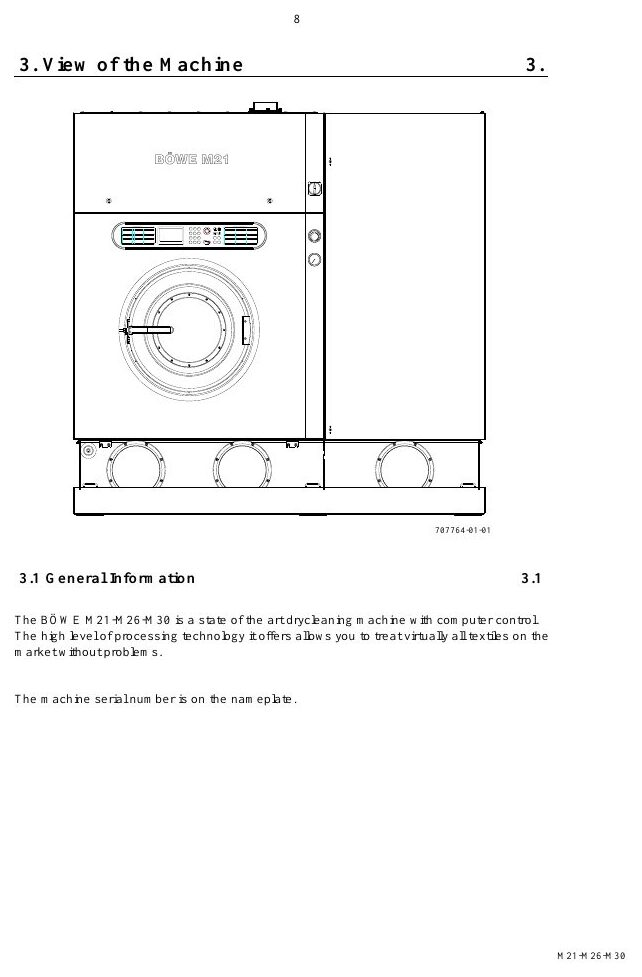 8
3. View of the Machine 3.
BÖWE M21
707764-01-01
3.1 General Information 3.1
The BÖWE M21-M26-M30 is a state of the art drycleaning machine with computer control.
The high level of processing technology it offers allows you to treat virtually all textiles on the
market without problems.
The machine serial number is on the nameplate.
M21-M26-M30